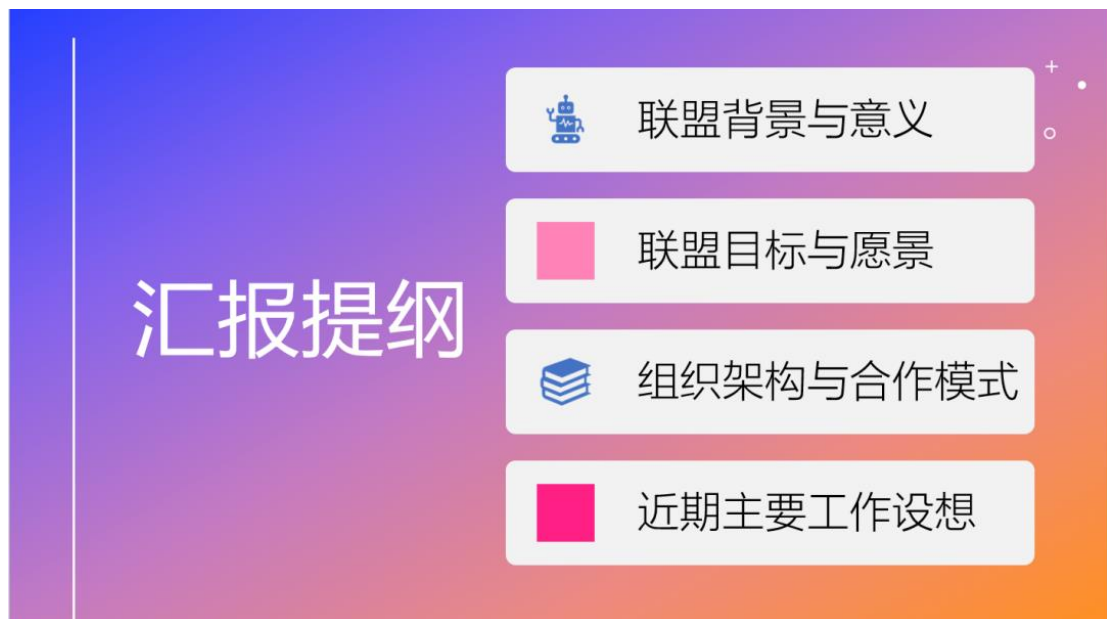 汇报提纲
联盟背景与意义
联盟目标与愿景
组织架构与合作模式
近期主要工作设想